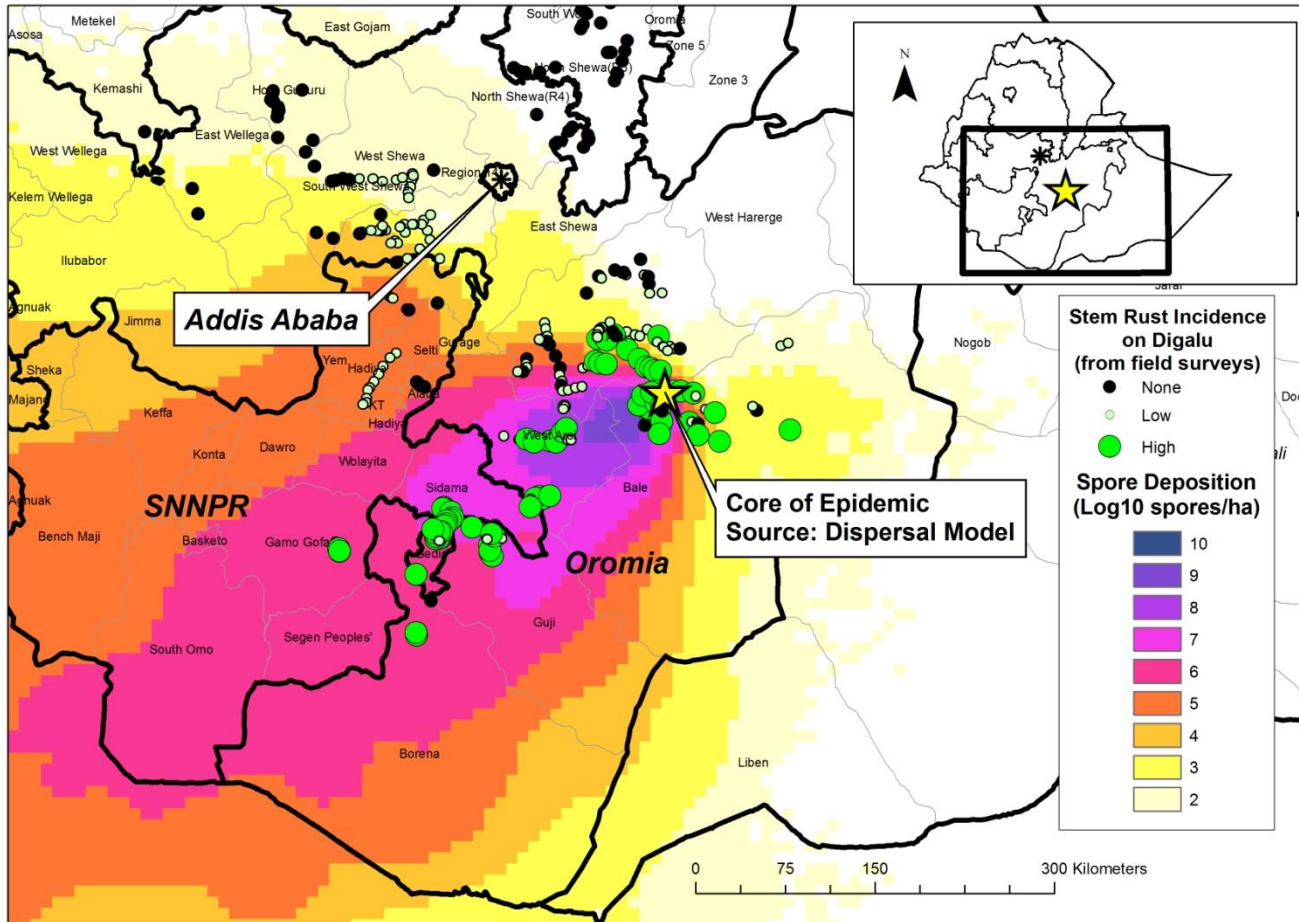 Metekel
East Gojam
South Wo
Oromia
Asosa
Zone 5
North Shewa(R3)
Zone 3
Kemashi
Horo Guduru
North Shewa(R4)
East Wellega
West Wellega
West Shewa
Region 14
Kelem Wellega
South West Shewa
West Harerge
East Shewa
Ilubabor
Agnuak
Addis Ababa
Jimma
Gurage
Selti
Yem
Hadiya
Nogob
Sheka
Majang
Alaba
KT
Keffa
Hadiya
Dawro
West Arsi
Konta
Wolayita
Agnuak
Sidama
Bale
SNNPR
Core of Epidemic
Source: Dispersal Model
Bench Maji
Basketo
Gamo Gofa
Gedio
Oromia
Guji
Segen Peoples'
South Omo
Borena
Liben
N
Jarar
Stem Rust Incidence
on Digalu
(from field surveys)
None
Low
High
Spore Deposition
(Log10 spores/ha)
10
9
8
7
6
5
4
3
2
0 75 150 300 Kilometers